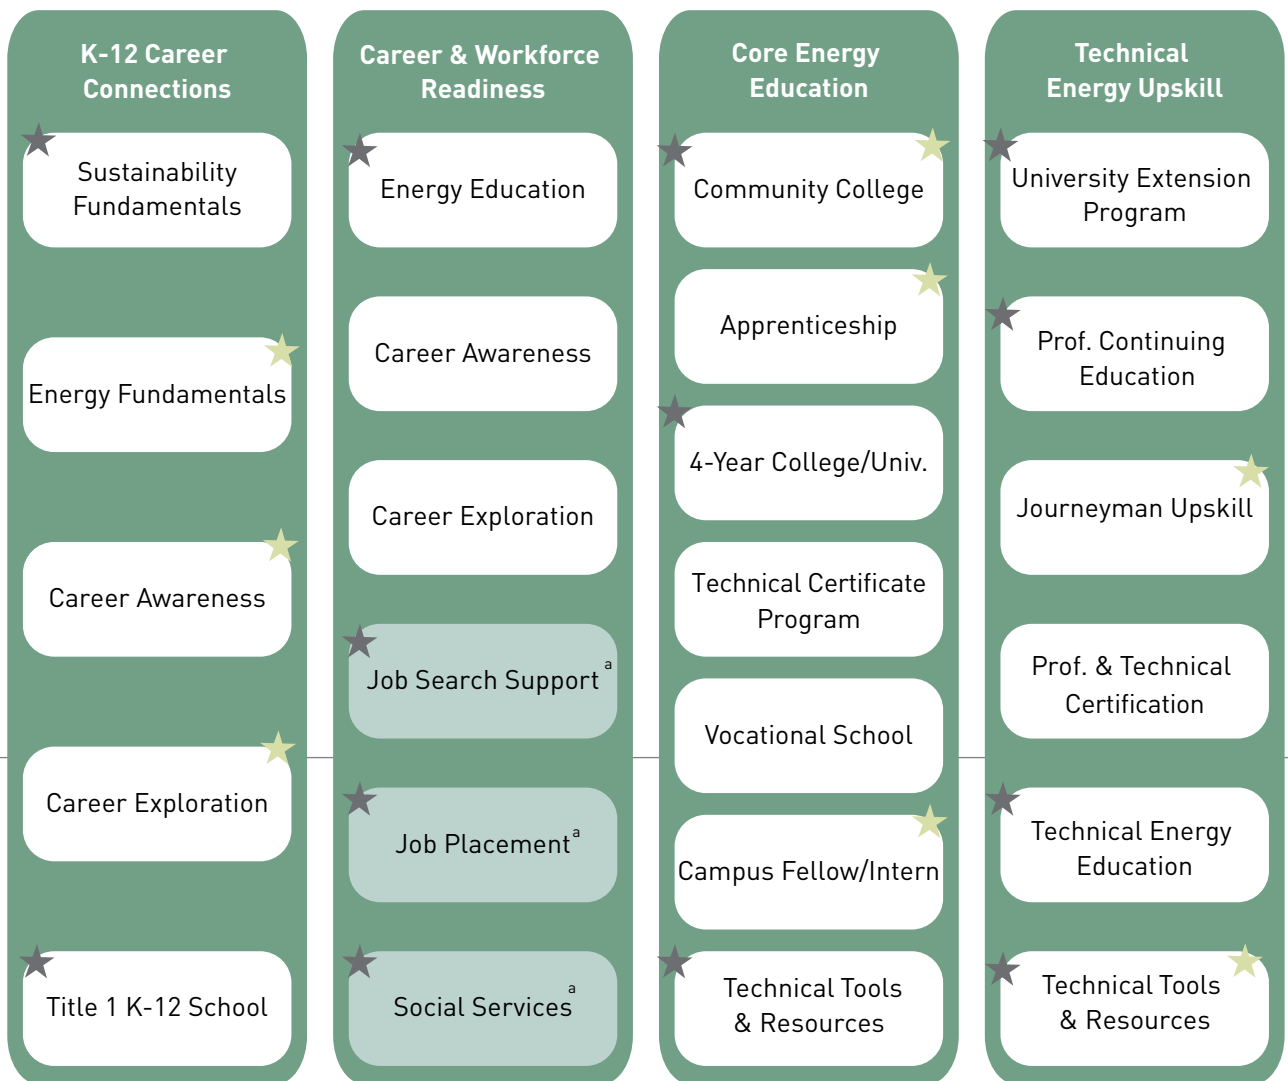 K-12 Career
Connections
Sustainability
Fundamentals
Energy Fundamentals
Career Awareness
Career Exploration
Title 1 K-12 School
Career & Workforce
Readiness
Energy Education
Career Awareness
Career Exploration
Job Search Support a
Job Placement a
Social Services a
Core Energy
Education
Community College
Apprenticeship
4-Year College/Univ.
Technical Certificate
Program
Vocational School
Campus Fellow/Intern
Technical Tools
& Resources
Technical
Energy Upskill
University Extension
Program
Prof. Continuing
Education
Journeyman Upskill
Prof. & Technical
Certification
Technical Energy
Education
Technical Tools
& Resources